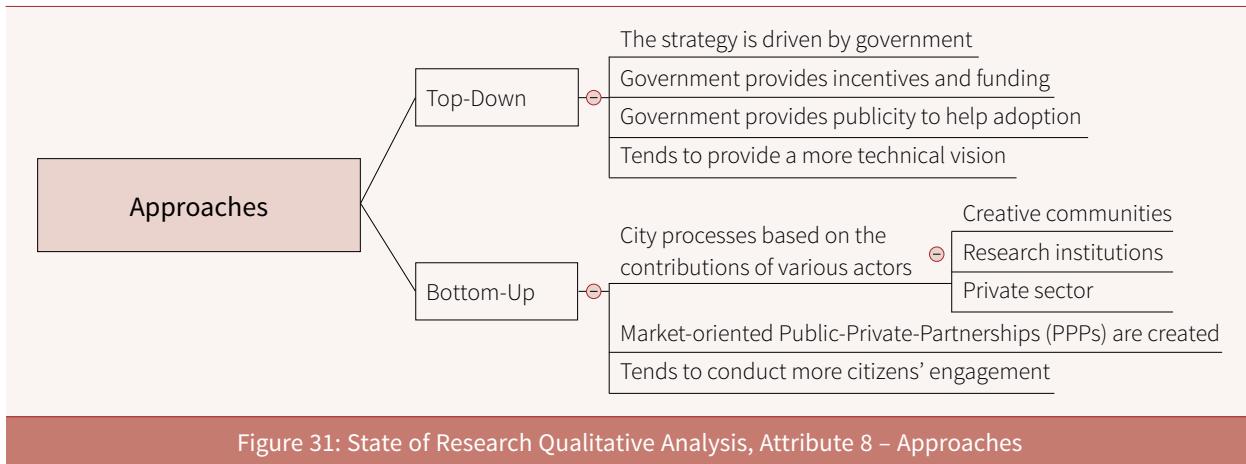 Approaches
Top-Down
The strategy is driven by government
Government provides incentives and funding
Government provides publicity to help adoption
Tends to provide a more technical vision
Bottom-Up
City processes based on the
contributions of various actors
Creative communities
Research institutions
Private sector
Market-oriented Public-Private-Partnerships (PPPs) are created
Tends to conduct more citizens’ engagement
Figure 31: State of Research Qualitative Analysis, Attribute 8 – Approaches